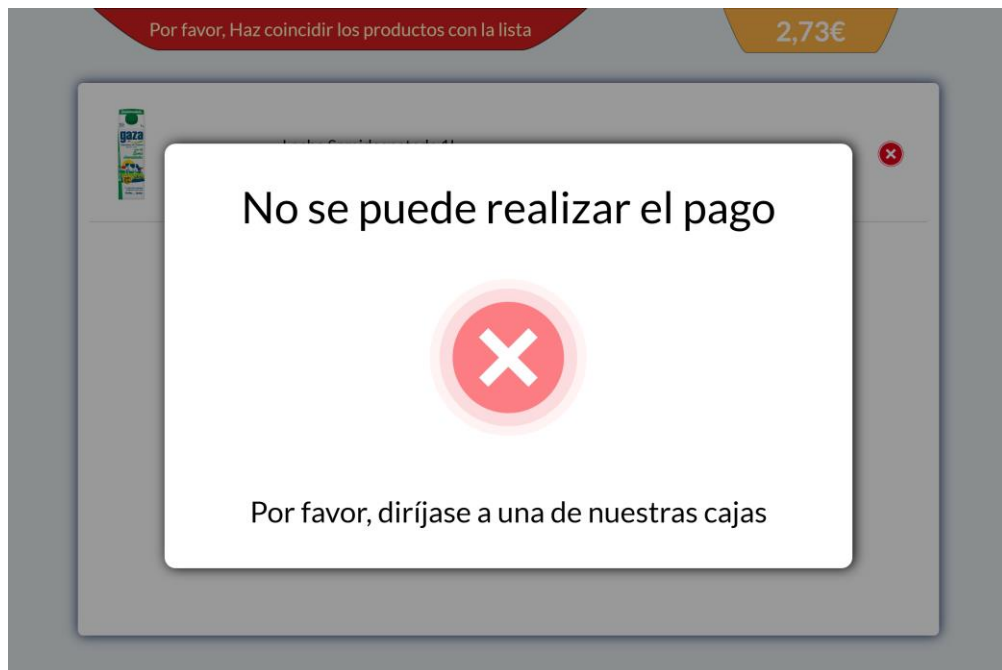 Por favor, Haz coincidir los productos con la lista
2,73€
gaza
No se puede realizar el pago
Por favor, diríjase a una de nuestras cajas